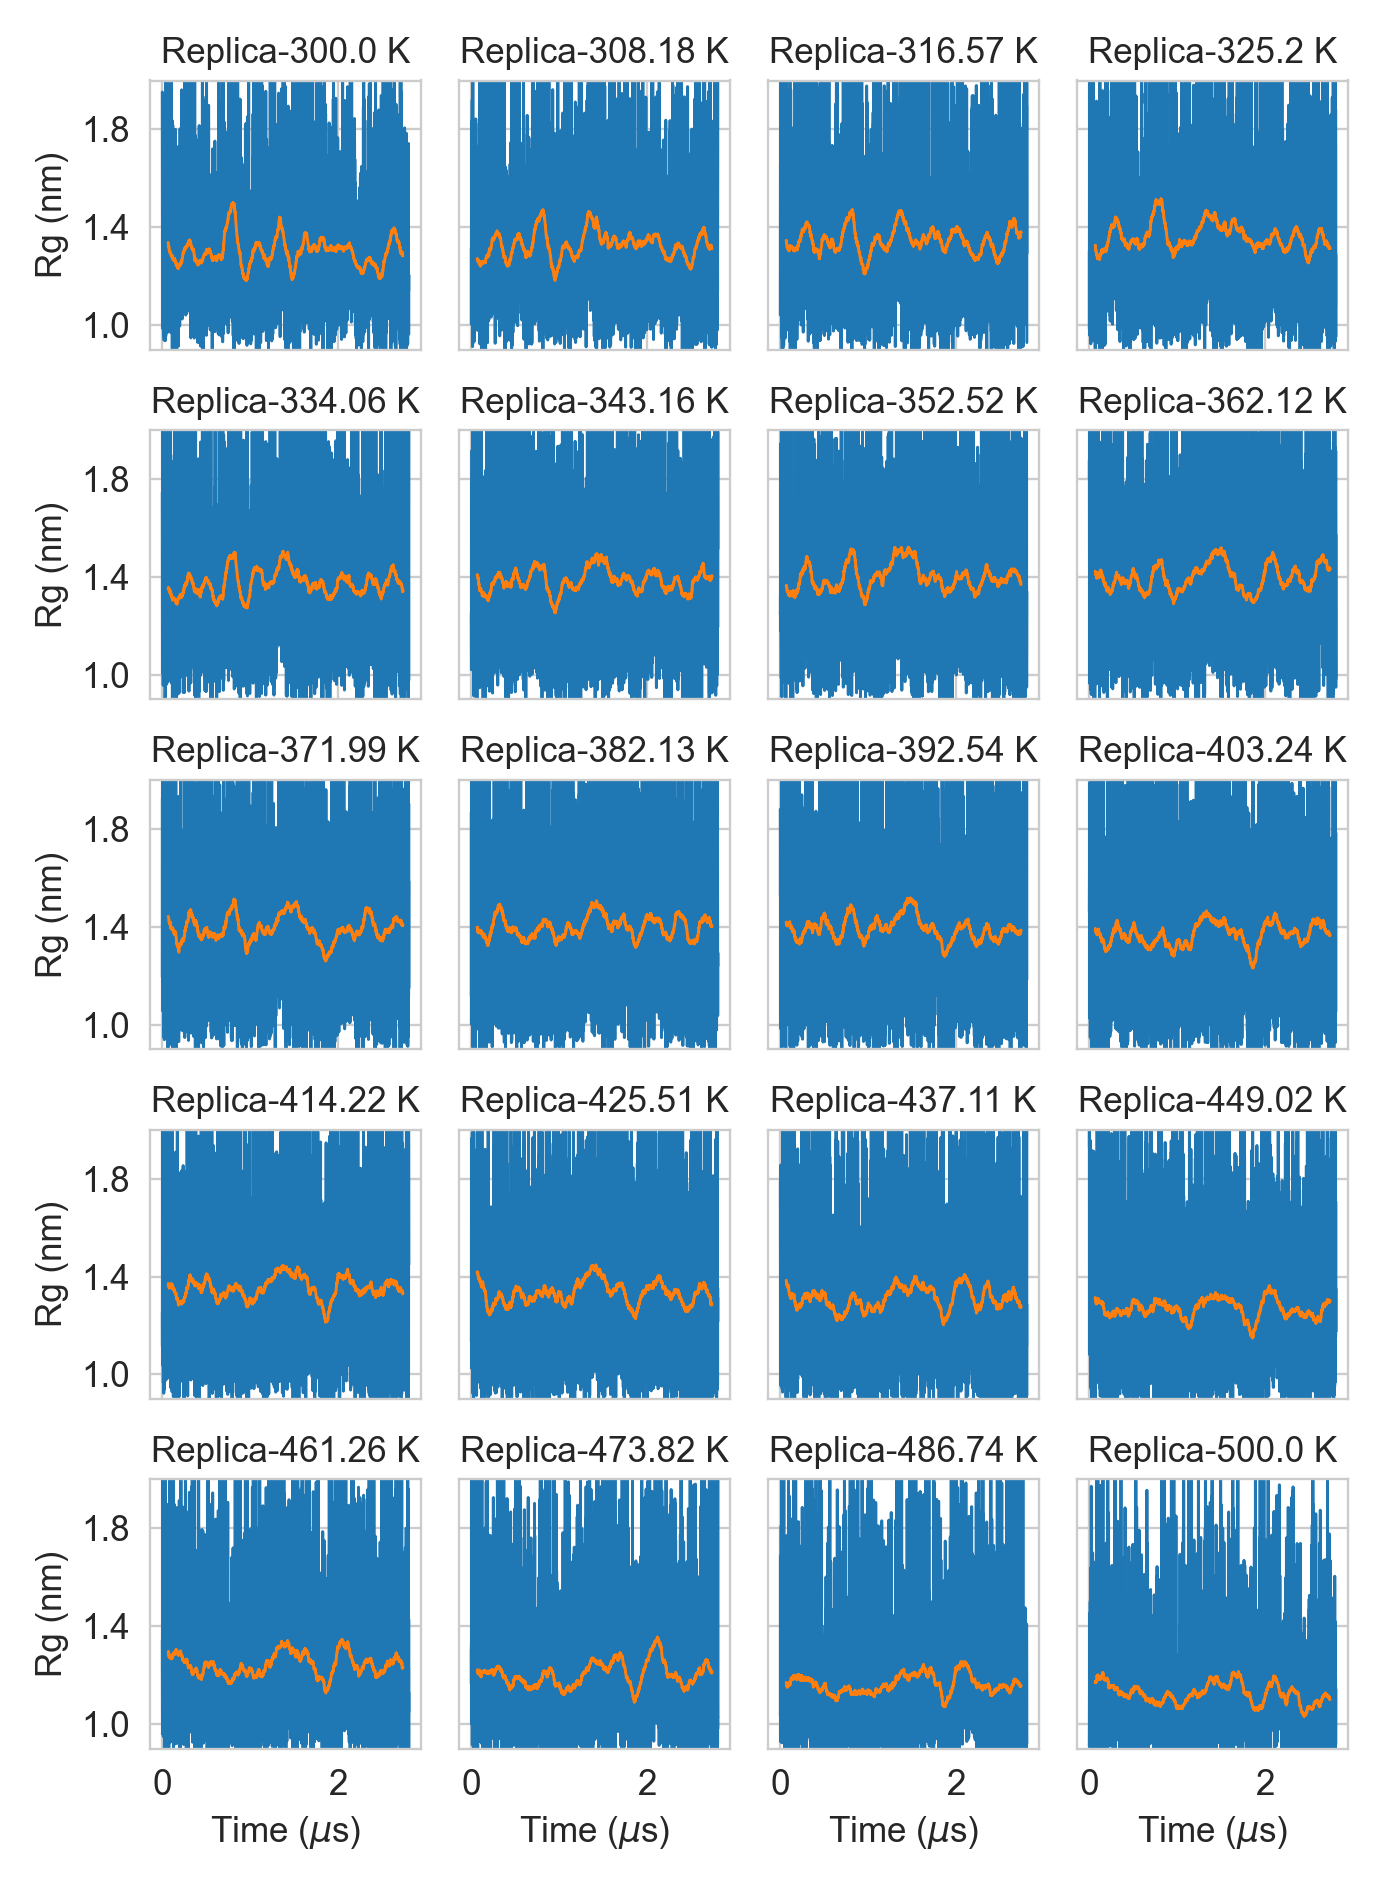 Replica-300.0 K Replica-308.18 K Replica-316.57 K Replica-325.2 K
1.8
1.4
1.0
Rg (nm)
Replica-334.06 K Replica-343.16 K Replica-352.52 K Replica-362.12 K
1.8
1.4
1.0
Rg (nm)
Replica-371.99 K Replica-382.13 K Replica-392.54 K Replica-403.24 K
1.8
1.4
1.0
Rg (nm)
Replica-414.22 K Replica-425.51 K Replica-437.11 K Replica-449.02 K
1.8
1.4
1.0
Rg (nm)
Replica-461.26 K Replica-473.82 K Replica-486.74 K Replica-500.0 K
1.8
1.4
1.0
Rg (nm)
0 2 0 2 0 2 0 2
Time (μs) Time (μs) Time (μs) Time (μs)